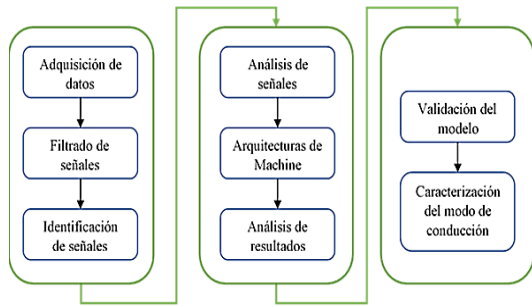 Adquisición de
datos
Filtrado de
señales
Identificación
de señales
Análisis de
señales
Arquitecturas de
Machine
Análisis de
resultados
Validación del
modelo
Caracterización
del modo de
conducción